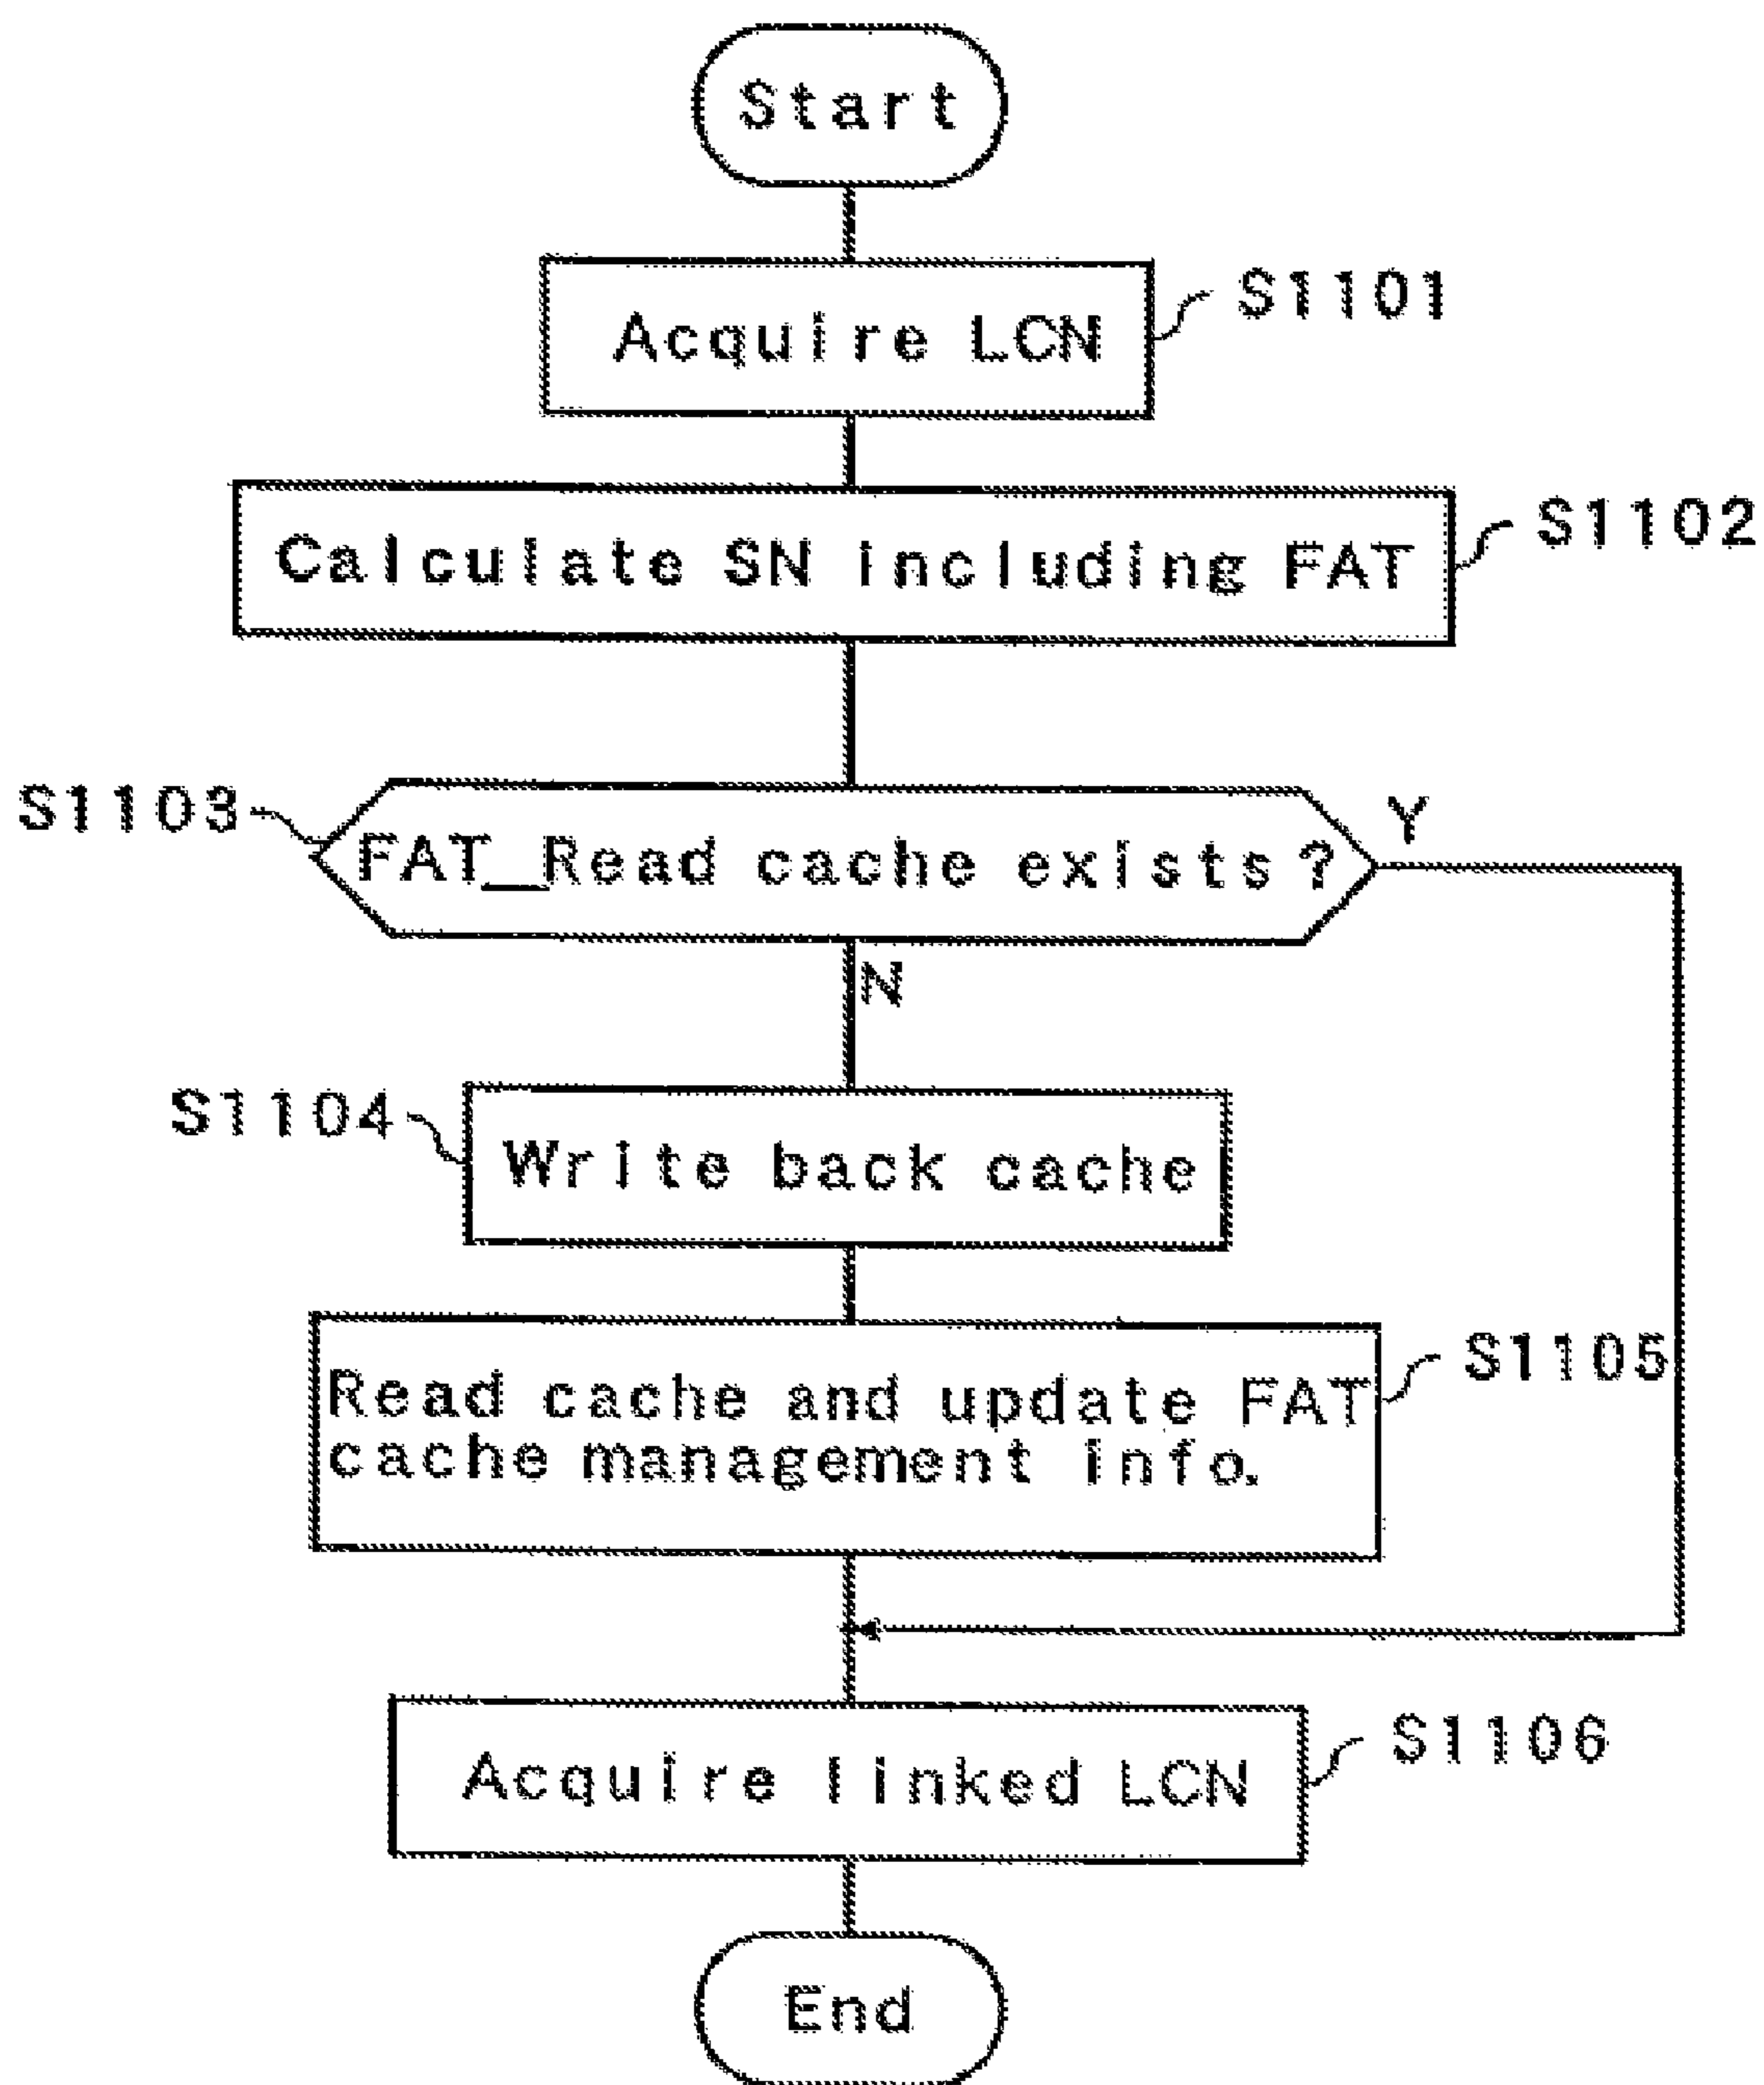 Start
Acquire LCN
S1101
Calculate SN including FAT
S1102
S1103
FAT_Read cache exists?
Y
N
S1104
Write back cache
Read cache and update FAT
cache management info.
S1105
Acquire linked LCN
S1106
End